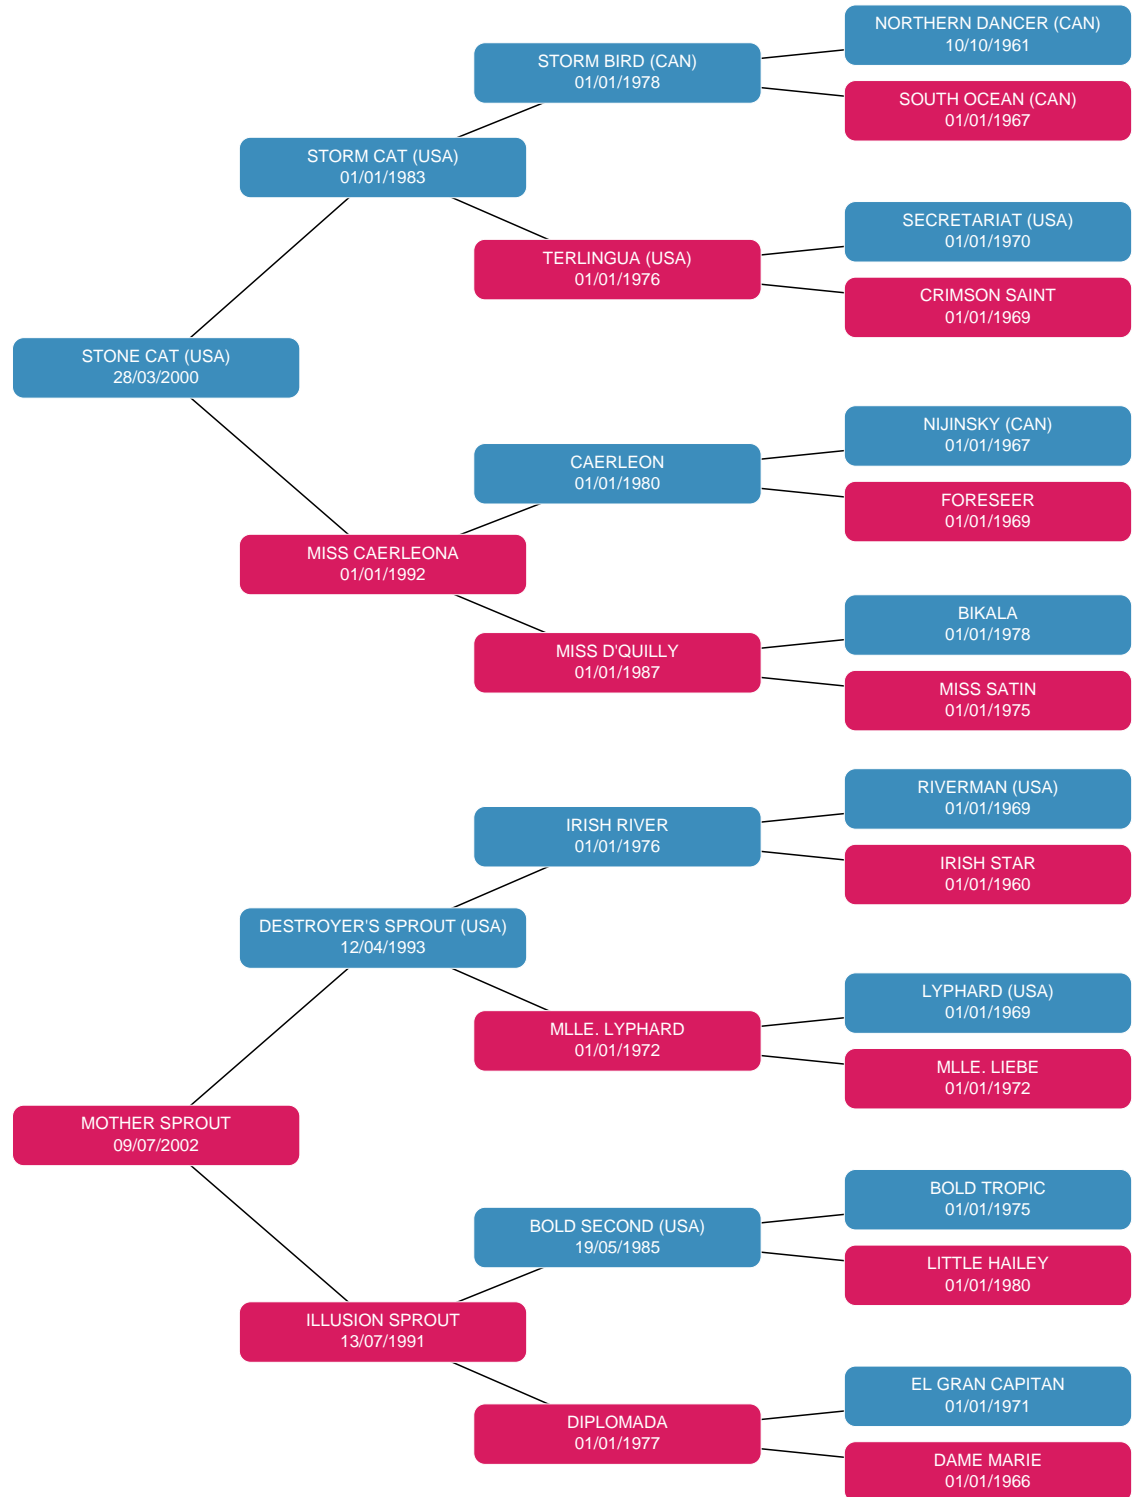 NORTHERN DANCER (CAN)
10/10/1961
STORM BIRD (CAN)
01/01/1978
SOUTH OCEAN (CAN)
01/01/1967
STORM CAT (USA)
01/01/1983
SECRETARIAT (USA)
01/01/1970
TERLINGUA (USA)
01/01/1976
CRIMSON SAINT
01/01/1969
STONE CAT (USA)
28/03/2000
NIJINSKY (CAN)
01/01/1967
CAERLEON
01/01/1980
FORESEER
01/01/1969
MISS CAERLEONA
01/01/1992
BIKALA
01/01/1978
MISS D'QUILLY
01/01/1987
MISS SATIN
01/01/1975
RIVERMAN (USA)
01/01/1969
IRISH RIVER
01/01/1976
IRISH STAR
01/01/1960
DESTROYER'S SPROUT (USA)
12/04/1993
LYPHARD (USA)
01/01/1969
MLLE. LYPHARD
01/01/1972
MLLE. LIEBE
01/01/1972
MOTHER SPROUT
09/07/2002
BOLD TROPIC
01/01/1975
BOLD SECOND (USA)
19/05/1985
LITTLE HAILEY
01/01/1980
ILLUSION SPROUT
13/07/1991
EL GRAN CAPITAN
01/01/1971
DIPLOMADA
01/01/1977
DAME MARIE
01/01/1966